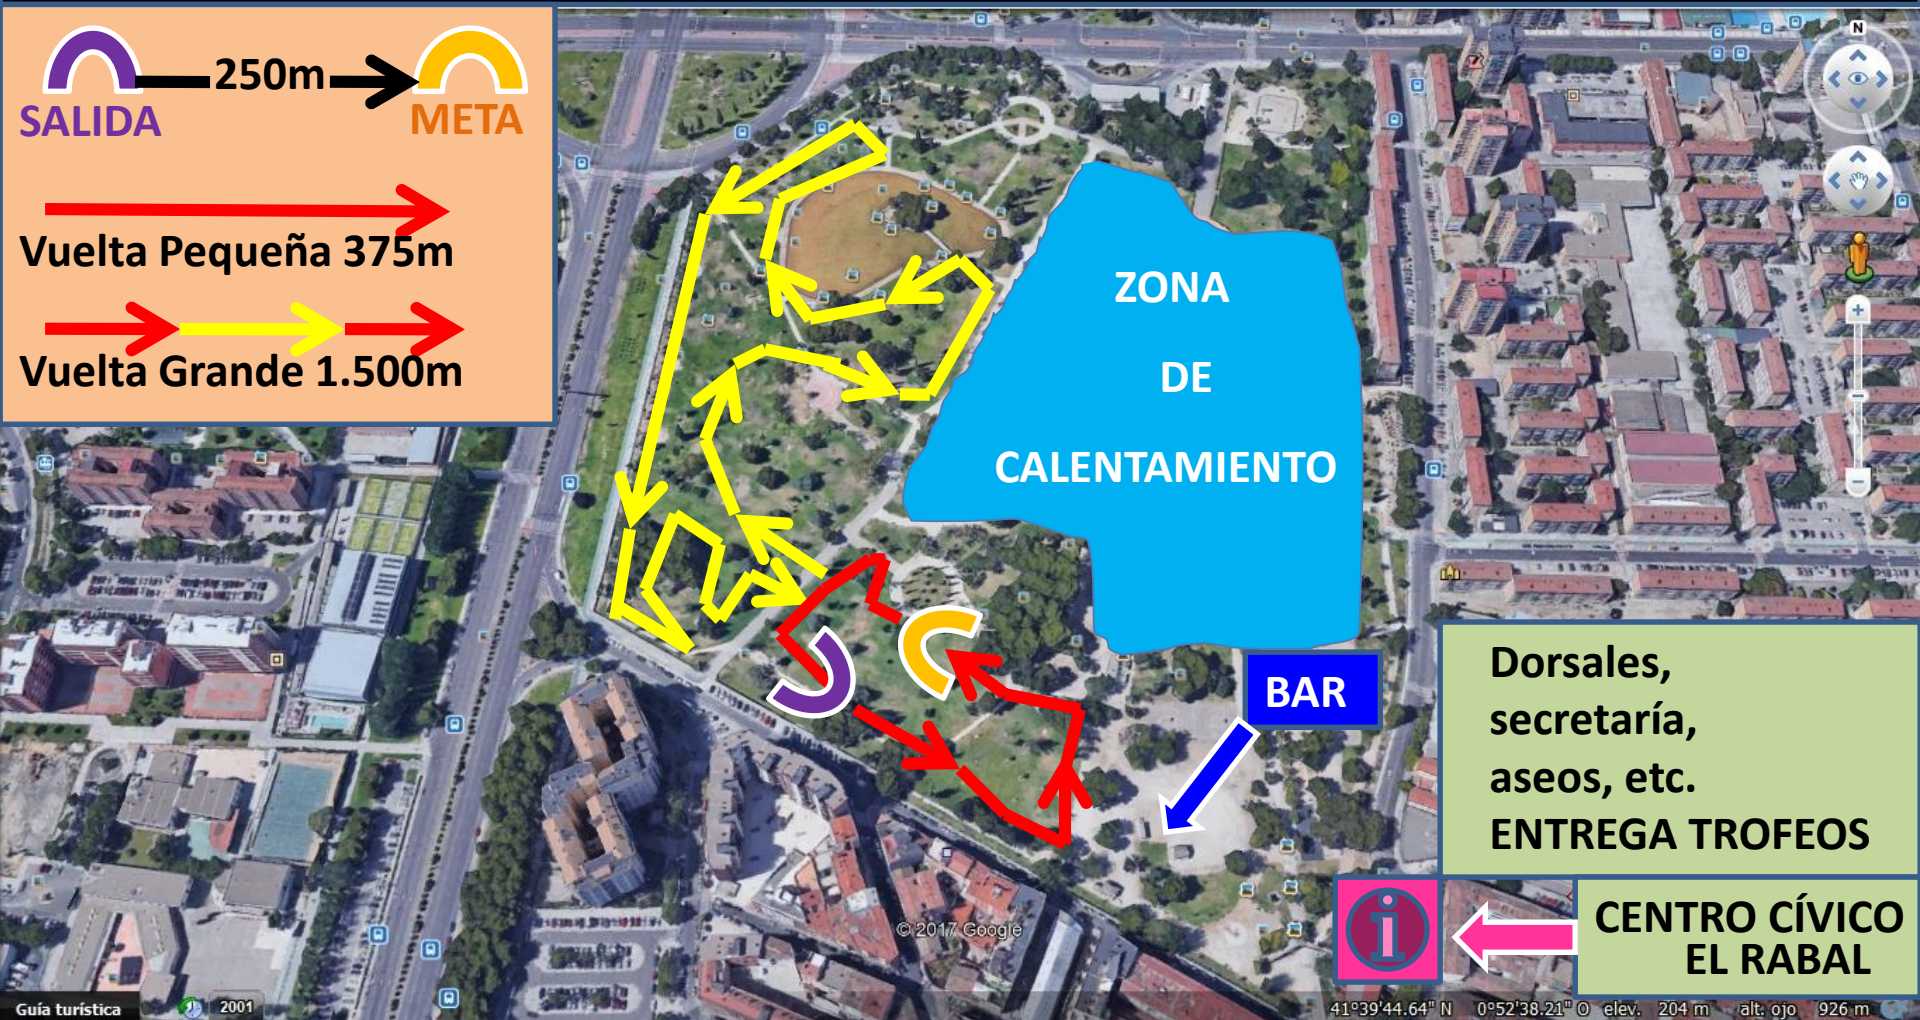 250m
SALIDA
META
Vuelta Pequeña 375m
Vuelta Grande 1.500m
N
ZONA
DE
CALENTAMIENTO
BAR
Dorsales,
secretaría,
aseos, etc.
ENTREGA TROFEOS
CENTRO CÍVICO
EL RABAL
i
© 2017 Google
Guía turística
2001
41°39'44.64" N 0°52'38.21" O elev. 204 m alt. ojo 926 m